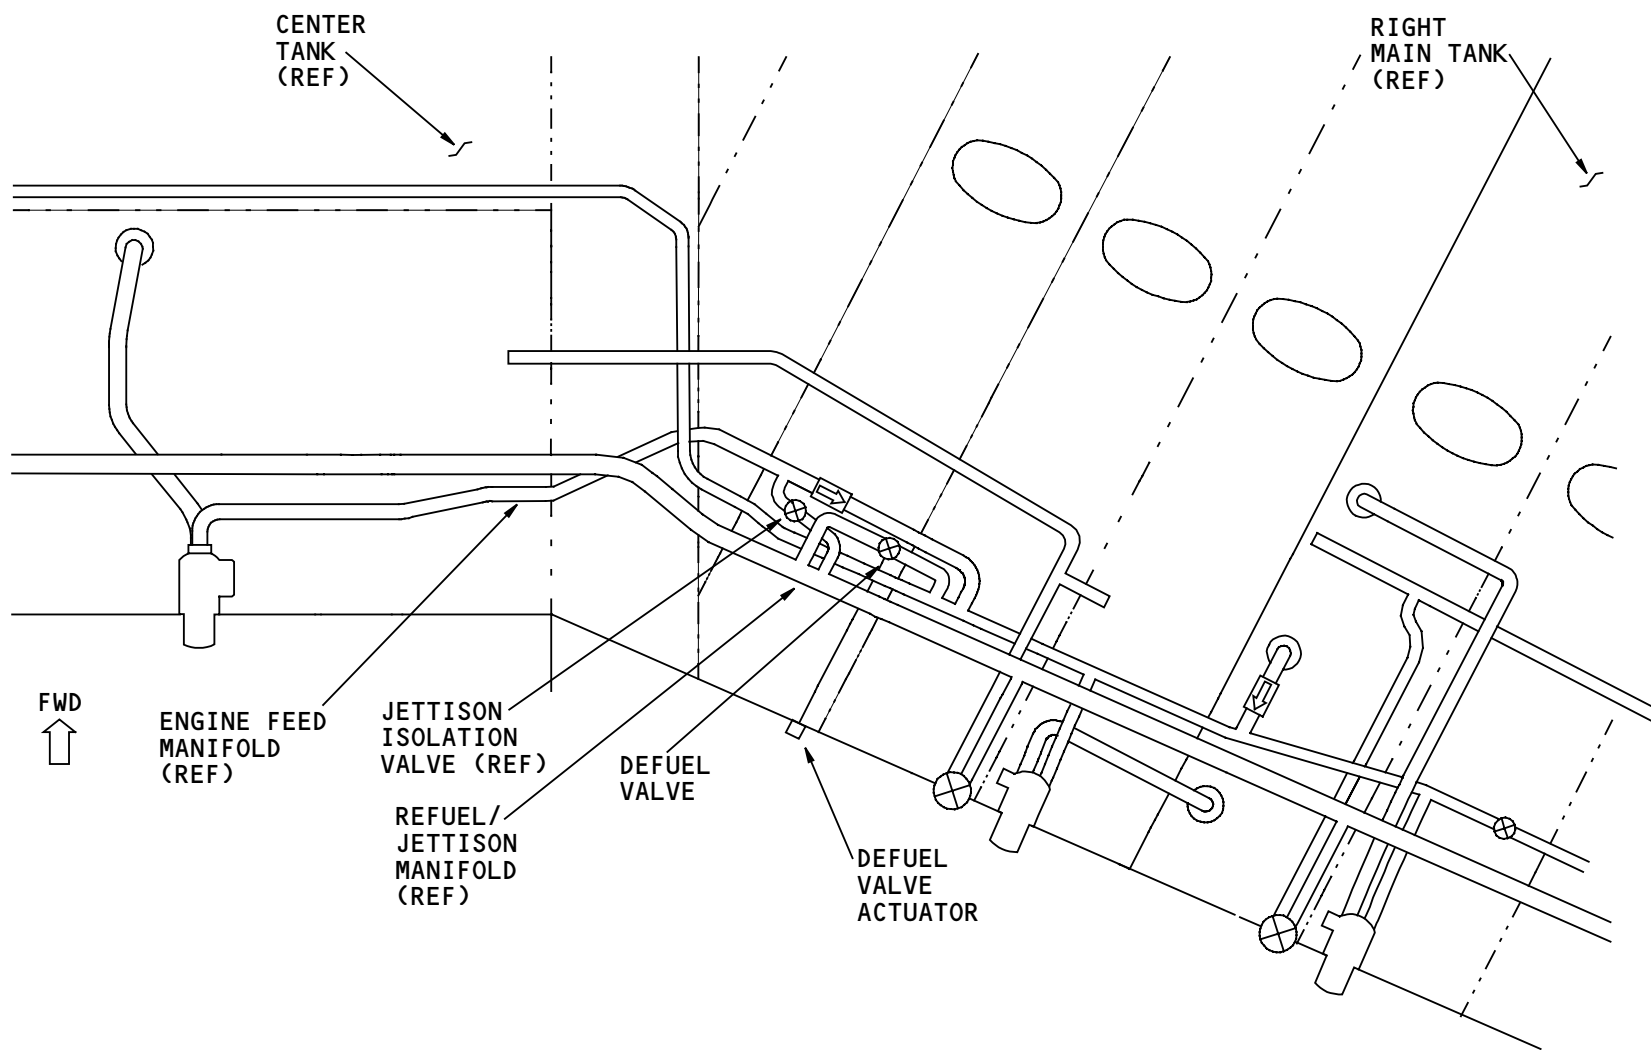 CENTER
TANK
(REF)
RIGHT
MAIN TANK
(REF)
FWD
ENGINE FEED
MANIFOLD
(REF)
JETTISON
ISOLATION
VALVE (REF)
REFUEL/
JETTISON
MANIFOLD
(REF)
DEFUEL
VALVE
DEFUEL
VALVE
ACTUATOR